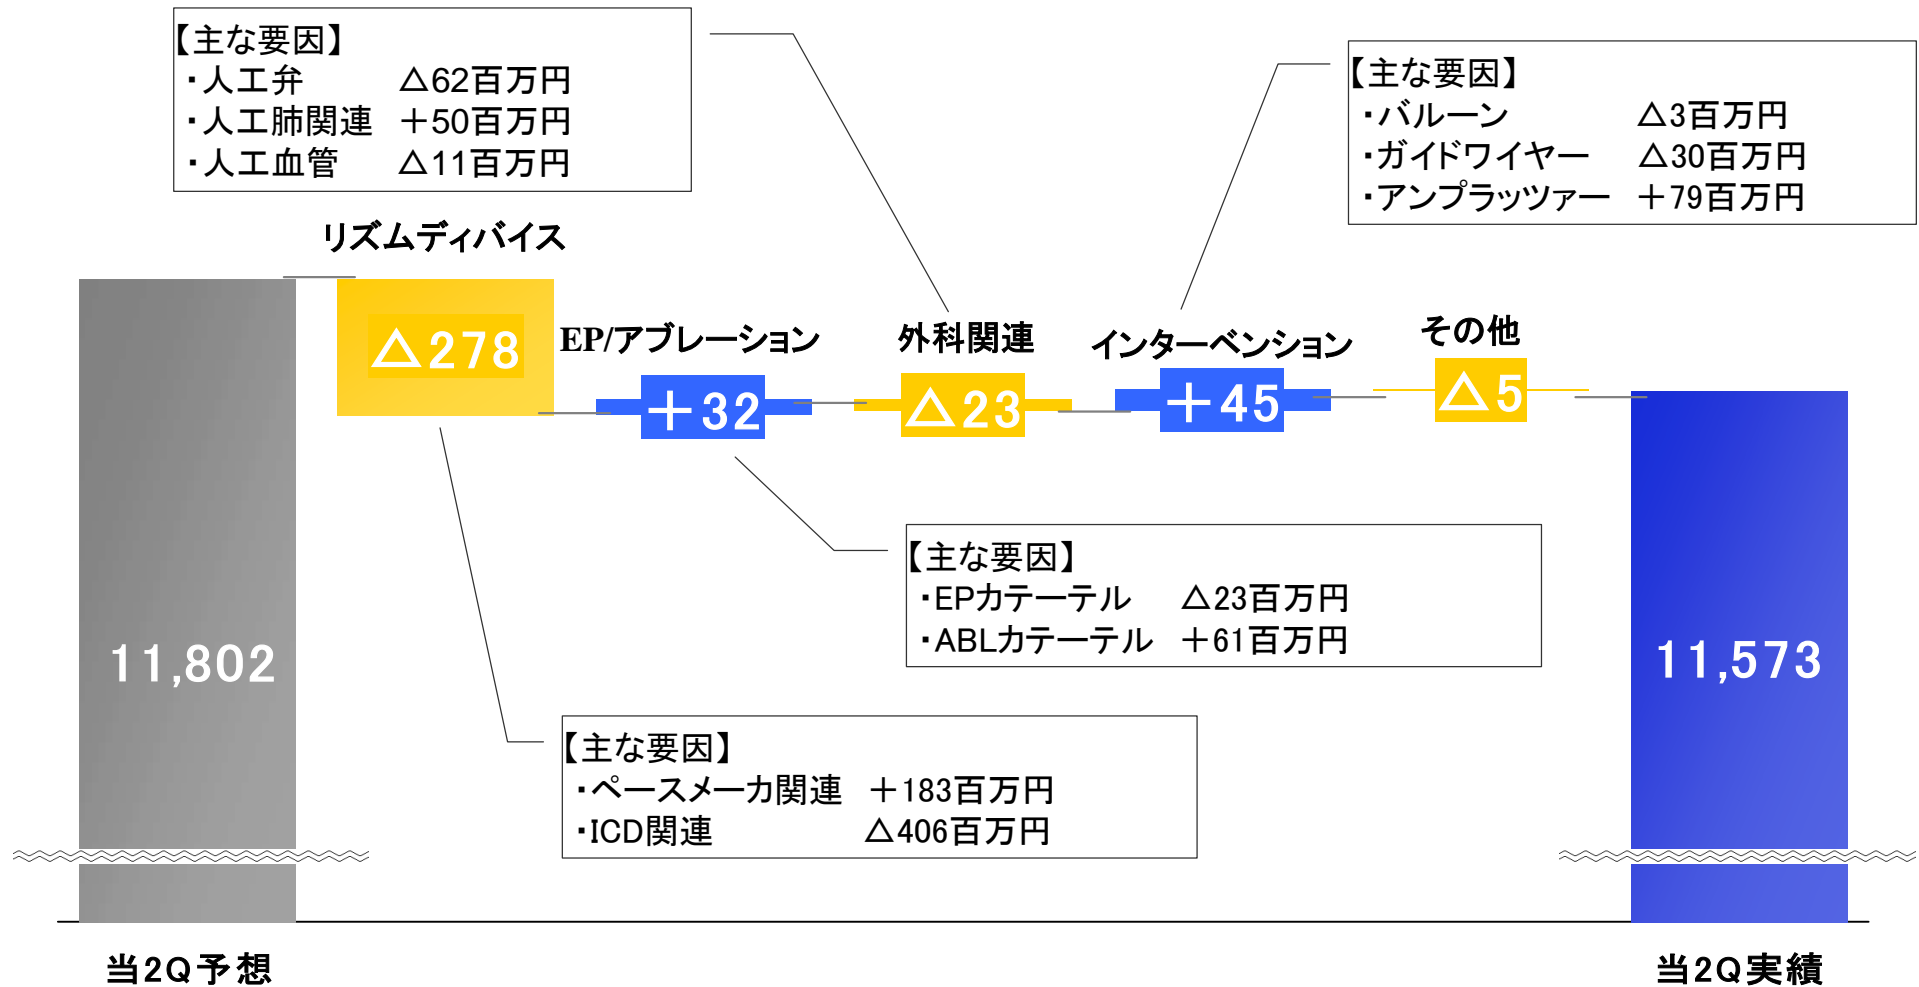 【主な要因】
・人工弁 △62百万円
・人工肺関連 ＋50百万円
・人工血管 △11百万円
【主な要因】
・バルーン △3百万円
・ガイドワイヤー △30百万円
・アンプラッツァー ＋79百万円
リズムディバイス
△278
EP/アブレーション
＋32
外科関連
△23
インターベンション
＋45
その他
△5
【主な要因】
・EPカテーテル △23百万円
・ABLカテーテル ＋61百万円
11,802
11,573
【主な要因】
・ペースメーカ関連 ＋183百万円
・ICD関連 △406百万円
当2Q予想
当2Q実績